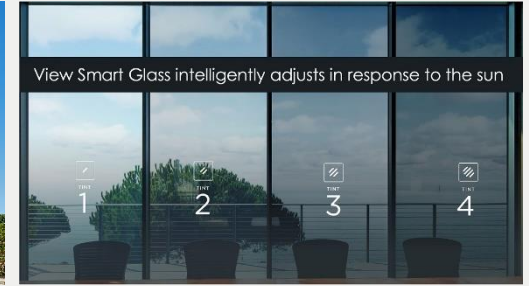 View Smart Glass intelligently adjusts in response to the sun
TINT
1
TINT
2
TINT
3
TINT
4